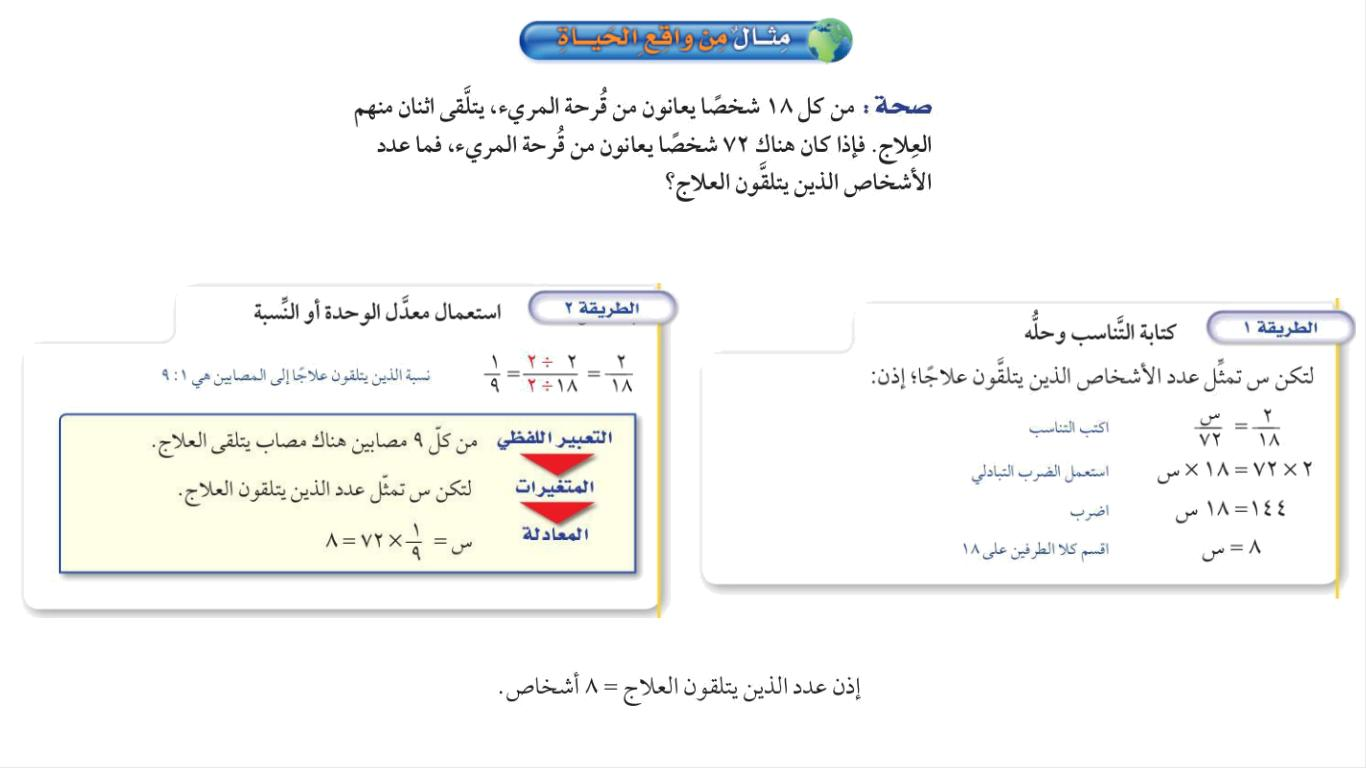 مِثَالٌ مِن واقِعِ الحَياةِ
صحة : من كل ١٨ شخصًا يعانون من قُرحة المريء، يتلَّقى اثنان منهم
العِلاج. فإذا كان هناك ٧٢ شخصًا يعانون من قُرحة المريء، فما عدد
الأشخاص الذين يتلقَّون العلاج؟
الطريقة ١ كتابة التَّناسب وحلُّه
لتكن س تمثِّل عدد الأشخاص الذين يتلقَّون علاجًا؛ إذن:
٢/١٨ = س/٧٢ اكتب التناسب
٢ × ٧٢ = ١٨ × س استعمل الضرب التبادلي
١٤٤ = ١٨ س اضرب
٨ = س اقسم كلا الطرفين على ١٨
الطريقة ٢ استعمال معدَّل الوحدة أو النِّسبة
٢/١٨ = ٢ ÷ ٢/١٨ ÷ ٢ = ١/٩ نسبة الذين يتلقون علاجًا إلى المصابين هي ١ : ٩
التعبير اللفظي من كلّ ٩ مصابين هناك مصاب يتلقى العلاج.
المتغيرات لتكن س تمثّل عدد الذين يتلقون العلاج.
المعادلة س = ١/٩ × ٧٢ = ٨
إذن عدد الذين يتلقون العلاج = ٨ أشخاص.